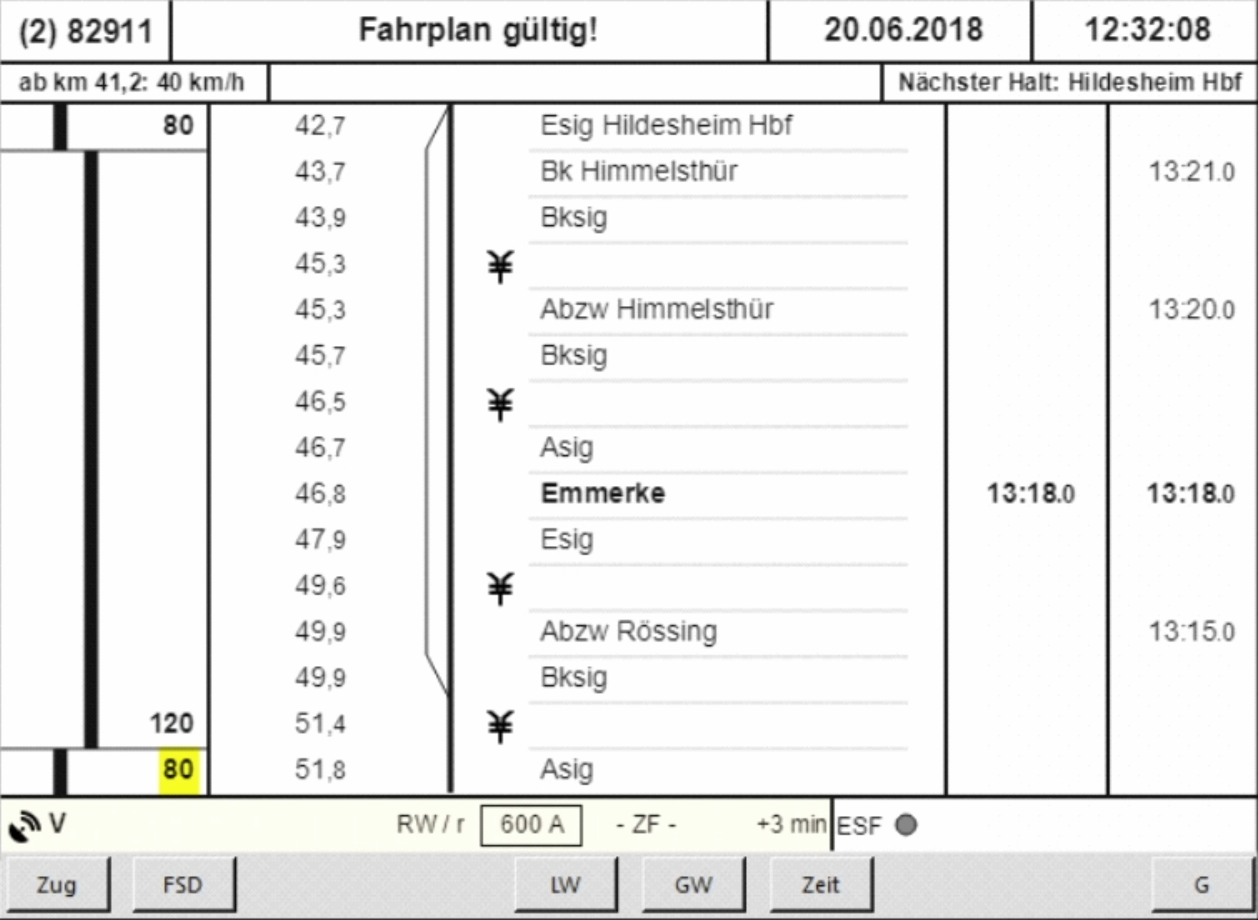 (2) 82911 Fahrplan gültig! 20.06.2018 12:32:08
ab km 41,2: 40 km/h Nächster Halt: Hildesheim Hbf
80 42,7 Esig Hildesheim Hbf
43,7 Bk Himmelsthür 13:21.0
43,9 Bksig
45,3 ¥
45,3 Abzw Himmelsthür 13:20.0
45,7 Bksig
46,5 ¥
46,7 Asig
46,8 Emmerke 13:18.0 13:18.0
47,9 Esig
49,6 ¥
49,9 Abzw Rössing 13:15.0
49,9 Bksig
120 51,4 ¥
80 51,8 Asig
V RW / r 600 A - ZF - +3 min ESF
Zug FSD LW GW Zeit G